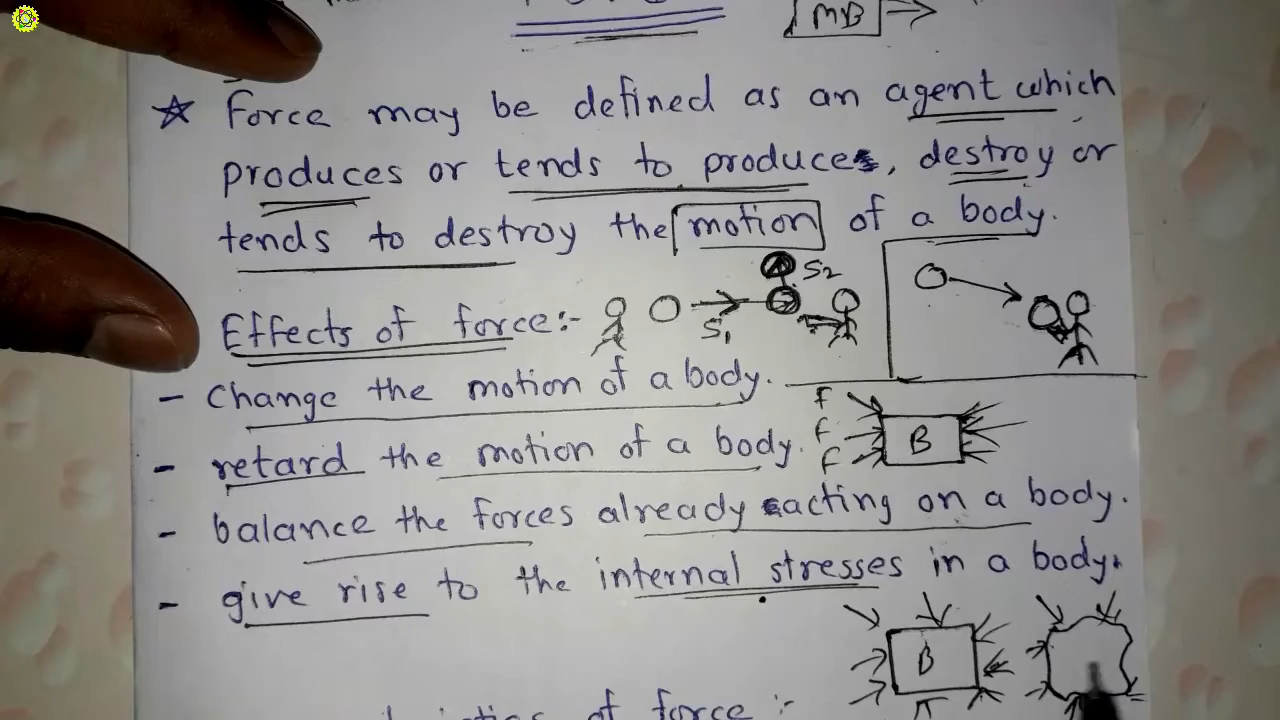 MB
☆ Force may be defined as an agent which
produces or tends to produces, destroy or
tends to destroy the motion of a body.
S2
Effects of force:-
S1
- Change the motion of a body.
F
- retard the motion of a body.
F
B
F
- balance the forces already acting on a body.
- give rise to the internal stresses in a body.
B
of force :-